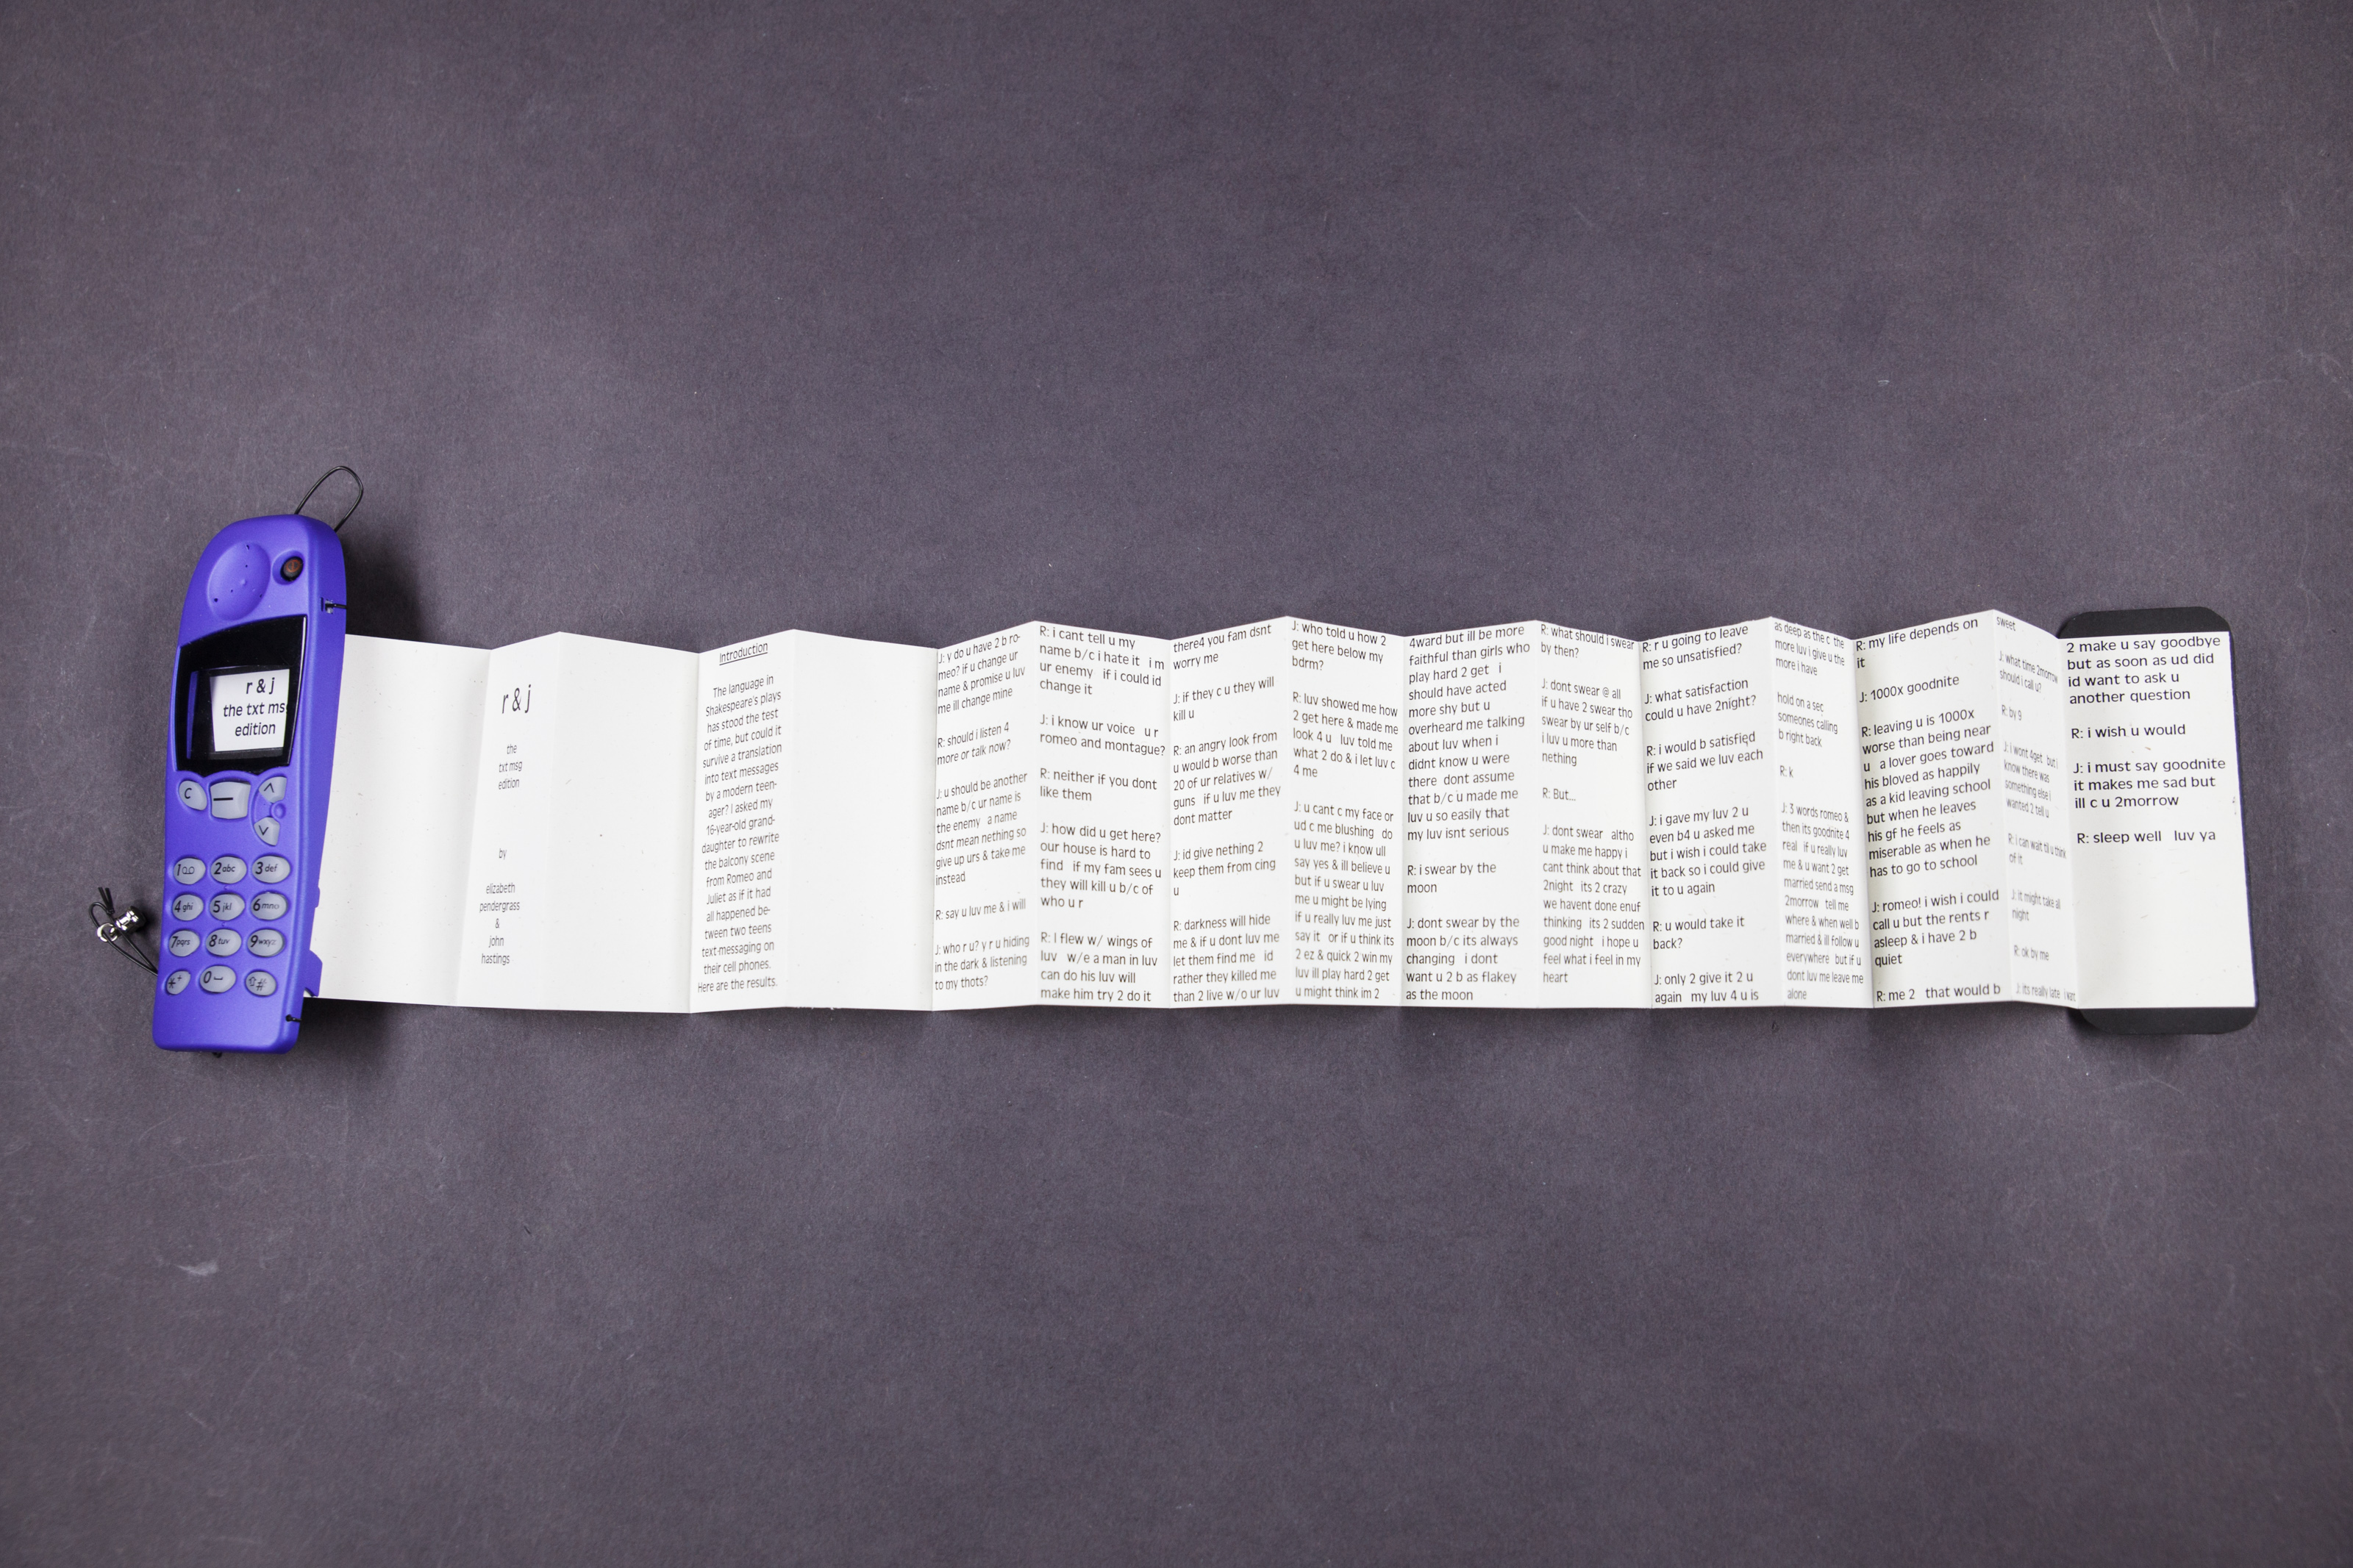 r & j
the txt msg
edition
C
1
2abc
3def
4ghi
5jkl
6mno
7pqrs
8tuv
9wxyz
*+
0
#
r & j
the
txt msg
edition
by
elizabeth
pendergrass
&
john
hastings
Introduction
The language in
Shakespeare's plays
has stood the test
of time, but could it
survive a translation
into text messages
by a modern teen-
ager? I asked my
16-year-old grand-
daughter to rewrite
the balcony scene
from Romeo and
Juliet as if it had
all happened be-
tween two teens
text-messaging on
their cell phones.
Here are the results.
J: y do u have 2 b ro-
meo? if u change ur
name & promise u luv
me ill change mine
R: should i listen 4
more or talk now?
J: u should be another
name b/c ur name is
the enemy a name
dsnt mean nething so
give up urs & take me
instead
R: say u luv me & i will
J: who r u? y r u hiding
in the dark & listening
to my thots?
R: i cant tell u my
name b/c i hate it i m
ur enemy if i could id
change it
J: i know ur voice u r
romeo and montague?
R: neither if you dont
like them
J: how did u get here?
our house is hard to
find if my fam sees u
they will kill u b/c of
who u r
R: I flew w/ wings of
luv w/e a man in luv
can do his luv will
make him try 2 do it
there4 you fam dsnt
worry me
J: if they c u they will
kill u
R: an angry look from
u would b worse than
20 of ur relatives w/
guns if u luv me they
dont matter
J: id give nething 2
keep them from cing
u
R: darkness will hide
me & if u dont luv me
let them find me id
rather they killed me
than 2 live w/o ur luv
J: who told u how 2
get here below my
bdrm?
R: luv showed me how
2 get here & made me
look 4 u luv told me
what 2 do & i let luv c
4 me
J: u cant c my face or
ud c me blushing do
u luv me? i know ull
say yes & ill believe u
but if u swear u luv
me u might be lying
if u really luv me just
say it or if u think its
2 ez & quick 2 win my
luv ill play hard 2 get
u might think im 2
4ward but ill be more
faithful than girls who
play hard 2 get i
should have acted
more shy but u
overheard me talking
about luv when i
didnt know u were
there dont assume
that b/c u made me
luv u so easily that
my luv isnt serious
R: i swear by the
moon
J: dont swear by the
moon b/c its always
changing i dont
want u 2 b as flakey
as the moon
R: what should i swear
by then?
J: dont swear @ all
if u have 2 swear tho
swear by ur self b/c
i luv u more than
nething
R: But...
J: dont swear altho
u make me happy i
cant think about that
2night its 2 crazy
we havent done enuf
thinking its 2 sudden
good night i hope u
feel what i feel in my
heart
R: r u going to leave
me so unsatisfied?
J: what satisfaction
could u have 2night?
R: i would b satisfied
if we said we luv each
other
J: i gave my luv 2 u
even b4 u asked me
but i wish i could take
it back so i could give
it to u again
R: u would take it
back?
J: only 2 give it 2 u
again my luv 4 u is
as deep as the c the
more luv i give u the
more i have
hold on a sec
someones calling
b right back
R: k
J: 3 words romeo &
then its goodnite 4
real if u really luv
me & u want 2 get
married send a msg
2morrow tell me
where & when well b
married & ill follow u
everywhere but if u
dont luv me leave me
alone
R: my life depends on
it
J: 1000x goodnite
R: leaving u is 1000x
worse than being near
u a lover goes toward
his bloved as happily
as a kid leaving school
but when he leaves
his gf he feels as
miserable as when he
has to go to school
J: romeo! i wish i could
call u but the rents r
asleep & i have 2 b
quiet
R: me 2 that would b
sweet
J: what time 2morrow
should i call u?
R: by 9
J: i wont 4get but i
know there was
something else i
wanted 2 tell u
R: i can wait til u think
of it
J: it might take all
night
R: ok by me
J: its really late i want
2 make u say goodbye
but as soon as ud did
id want to ask u
another question
R: i wish u would
J: i must say goodnite
it makes me sad but
ill c u 2morrow
R: sleep well luv ya